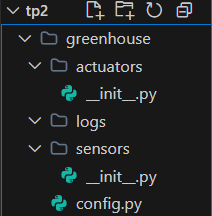 tp2
greenhouse
actuators
__init__.py
logs
sensors
__init__.py
config.py